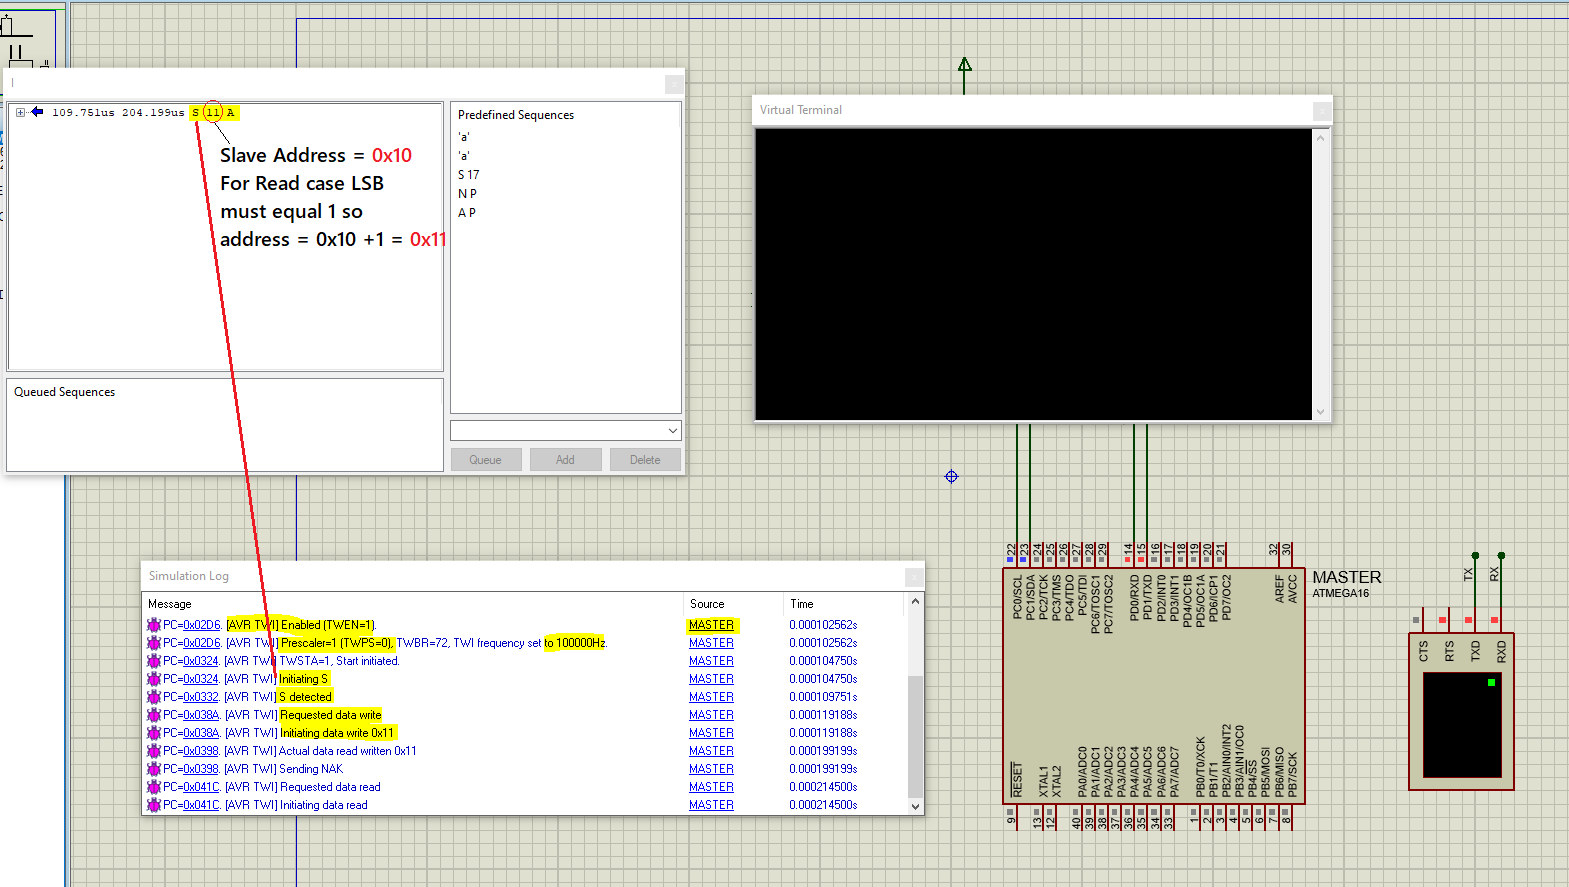 109.751us 204.199us S 11 A
Slave Address = 0x10
For Read case LSB
must equal 1 so
address = 0x10 +1 = 0x11
Queued Sequences
Predefined Sequences
'a'
'a'
S 17
N P
A P
Queue Add Delete
Virtual Terminal
Simulation Log
Message Source Time
PC=0x02D6. [AVR TWI] Enabled (TWEN=1). MASTER 0.000102562s
PC=0x02D6. [AVR TWI] Prescaler=1 (TWPS=0), TWBR=72, TWI frequency set to 100000Hz. MASTER 0.000102562s
PC=0x0324. [AVR TWI] TWSTA=1, Start initiated. MASTER 0.000104750s
PC=0x0324. [AVR TWI] Initiating S MASTER 0.000104750s
PC=0x0332. [AVR TWI] S detected MASTER 0.000109751s
PC=0x038A. [AVR TWI] Requested data write MASTER 0.000119188s
PC=0x038A. [AVR TWI] Initiating data write 0x11 MASTER 0.000119188s
PC=0x0398. [AVR TWI] Actual data read written 0x11 MASTER 0.000199199s
PC=0x0398. [AVR TWI] Sending NAK MASTER 0.000199199s
PC=0x041C. [AVR TWI] Requested data read MASTER 0.000214500s
PC=0x041C. [AVR TWI] Initiating data read MASTER 0.000214500s
22 23 24 25 26 27 28 29 14 15 16 17 18 19 20 21 32 30
PC0/SCL
PC1/SDA
PC2/TCK
PC3/TMS
PC4/TDO
PC5/TDI
PC6/TOSC1
PC7/TOSC2
PD0/RXD
PD1/TXD
PD2/INT0
PD3/INT1
PD4/OC1B
PD5/OC1A
PD6/ICP1
PD7/OC2
AREF
AVCC
MASTER
ATMEGA16
RESET
XTAL1
XTAL2
PA0/ADC0
PA1/ADC1
PA2/ADC2
PA3/ADC3
PA4/ADC4
PA5/ADC5
PA6/ADC6
PA7/ADC7
PB0/T0/XCK
PB1/T1
PB2/AIN0/INT2
PB3/AIN1/OC0
PB4/SS
PB5/MOSI
PB6/MISO
PB7/SCK
9 13 12 40 39 38 37 36 35 34 33 1 2 3 4 5 6 7 8
TX
RX
CTS
RTS
TXD
RXD